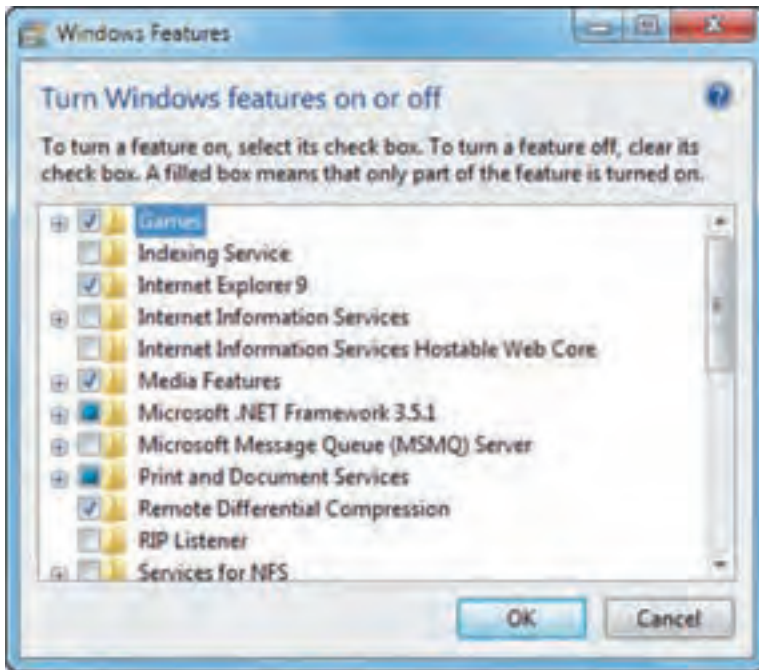 Windows Features
Turn Windows features on or off
To turn a feature on, select its check box. To turn a feature off, clear its
check box. A filled box means that only part of the feature is turned on.
Games
Indexing Service
Internet Explorer 9
Internet Information Services
Internet Information Services Hostable Web Core
Media Features
Microsoft .NET Framework 3.5.1
Microsoft Message Queue (MSMQ) Server
Print and Document Services
Remote Differential Compression
RIP Listener
Services for NFS
OK Cancel